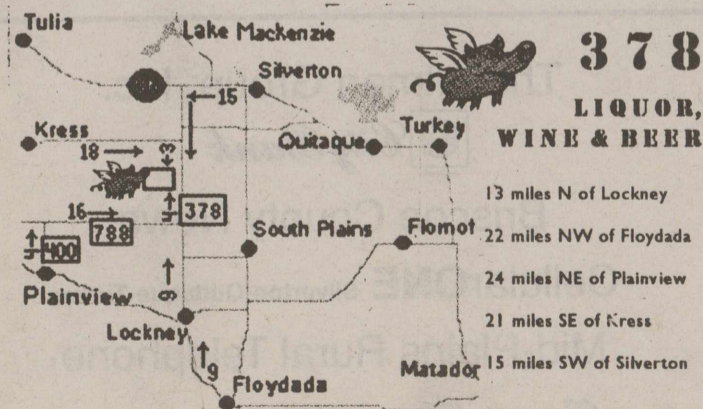 Tulia
Lake Mackenzie
Silverton
15
378
LIQUOR,
WINE & BEER
Kress
18
3
Quitaque
Turkey
16
378
788
400
13 miles N of Lockney
22 miles NW of Floydada
24 miles NE of Plainview
21 miles SE of Kress
15 miles SW of Silverton
South Plains
Flomot
Plainview
9
Lockney
9
Floydada
Matador